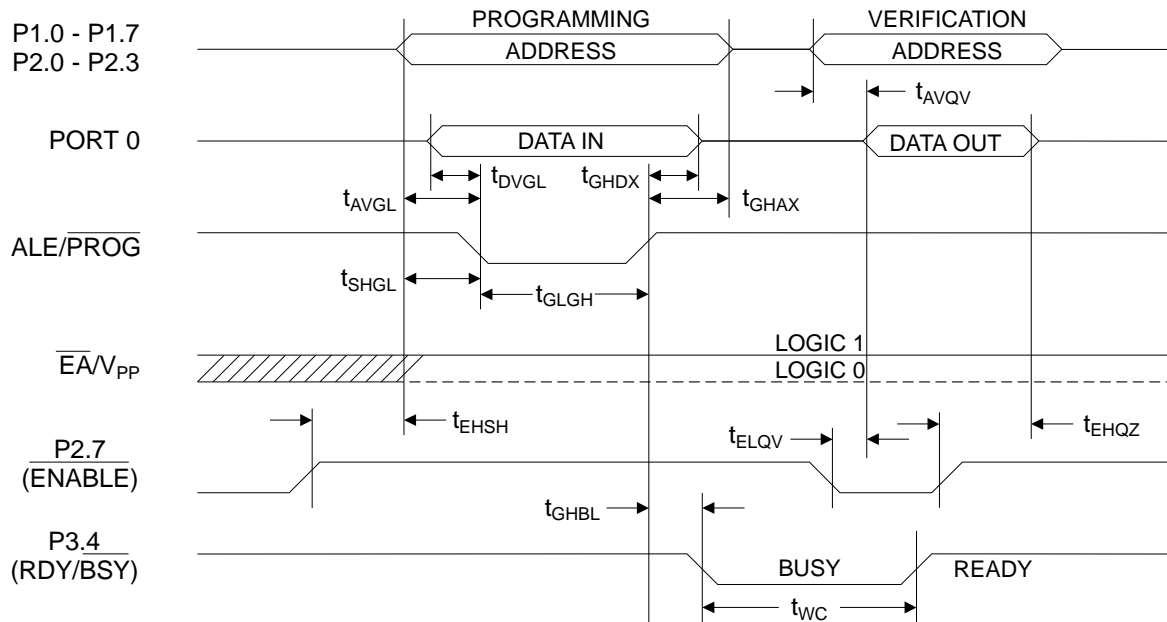 PROGRAMMING
VERIFICATION
P1.0 - P1.7
P2.0 - P2.3
ADDRESS
ADDRESS
tAVQV
PORT 0
DATA IN
DATA OUT
tDVGL
tGHDX
tAVGL
tGHAX
ALE/PROG
tSHGL
tGLGH
LOGIC 1
EA/VPP
LOGIC 0
tEHSH
tELQV
tEHQZ
P2.7
(ENABLE)
tGHBL
P3.4
(RDY/BSY)
BUSY
READY
tWC